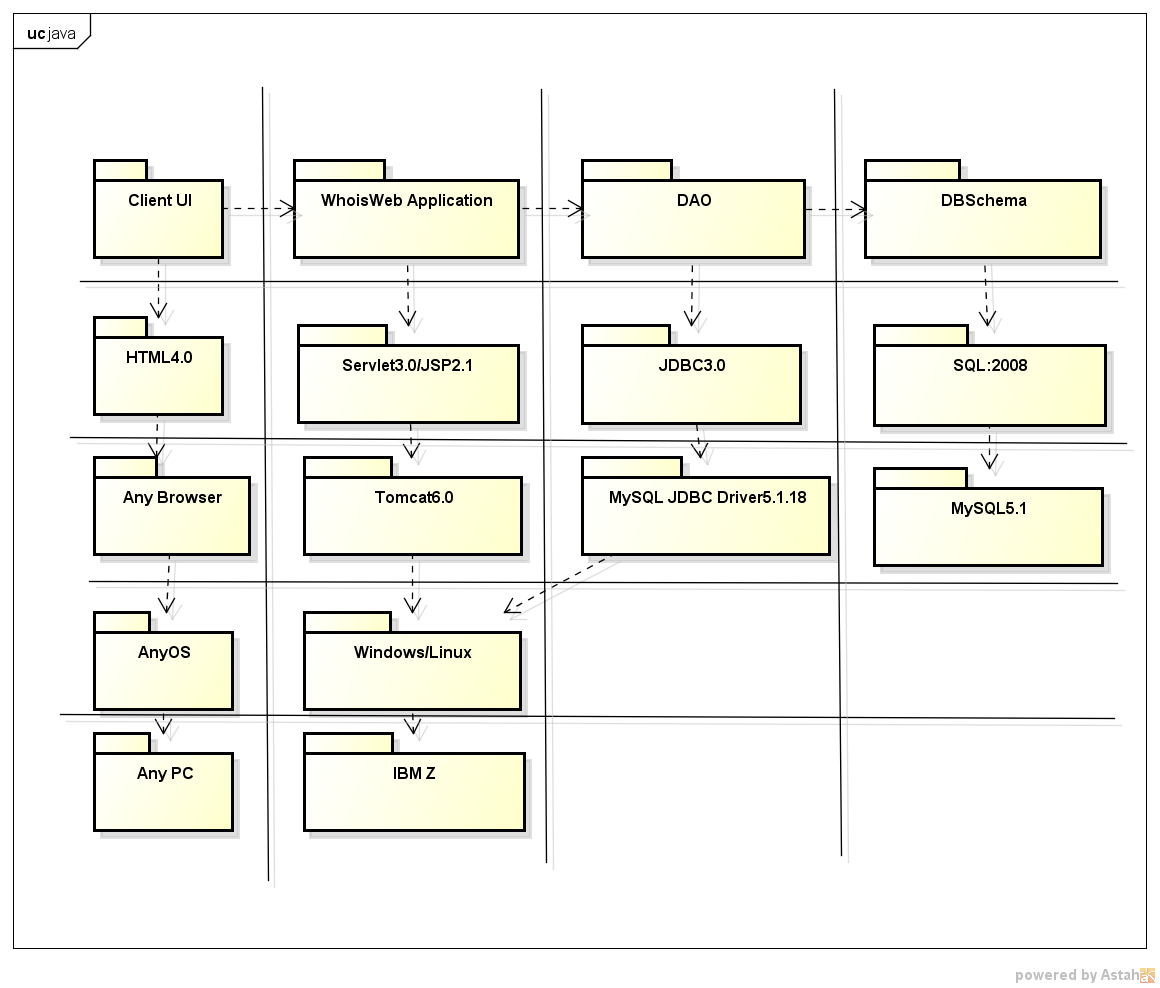 uc java
Client UI
WhoisWeb Application
DAO
DBSchema
HTML4.0
Servlet3.0/JSP2.1
JDBC3.0
SQL:2008
Any Browser
Tomcat6.0
MySQL JDBC Driver5.1.18
MySQL5.1
AnyOS
Windows/Linux
Any PC
IBM Z
powered by Astah